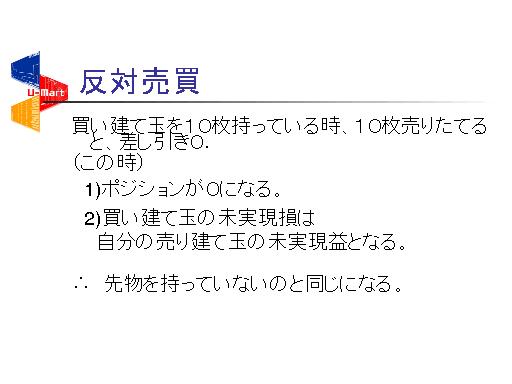 U-Mart
反対売買
買い建て玉を１０枚持っている時、１０枚売りたてる
と、差し引き０．
（この時）
1)ポジションが０になる。
2)買い建て玉の未実現損は
自分の売り建て玉の未実現益となる。
∴　先物を持っていないのと同じになる。